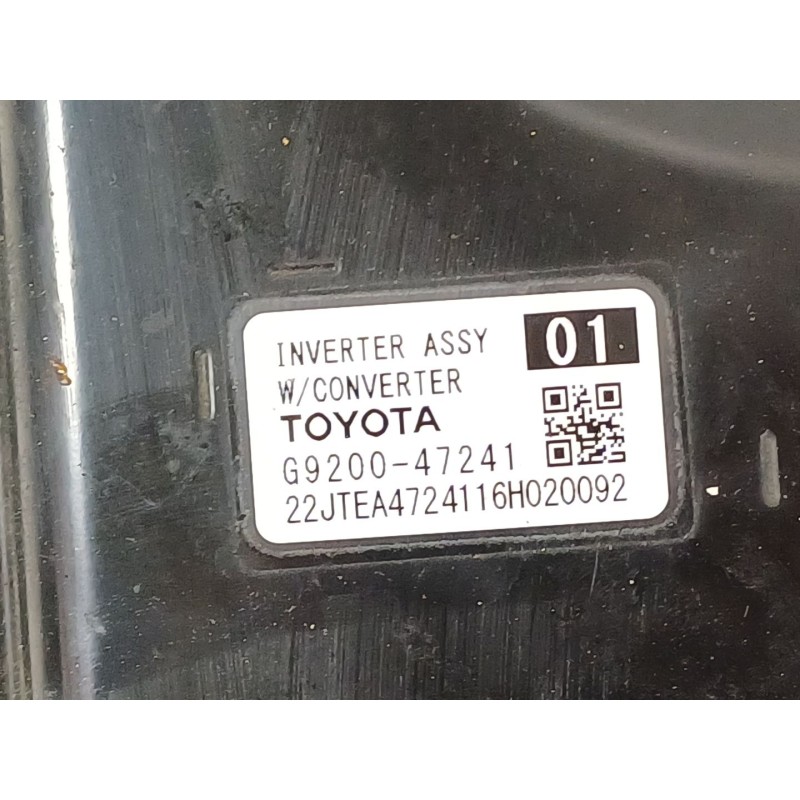 INVERTER ASSY 01
W/CONVERTER
TOYOTA
G9200-47241
22JTEA4724116H020092